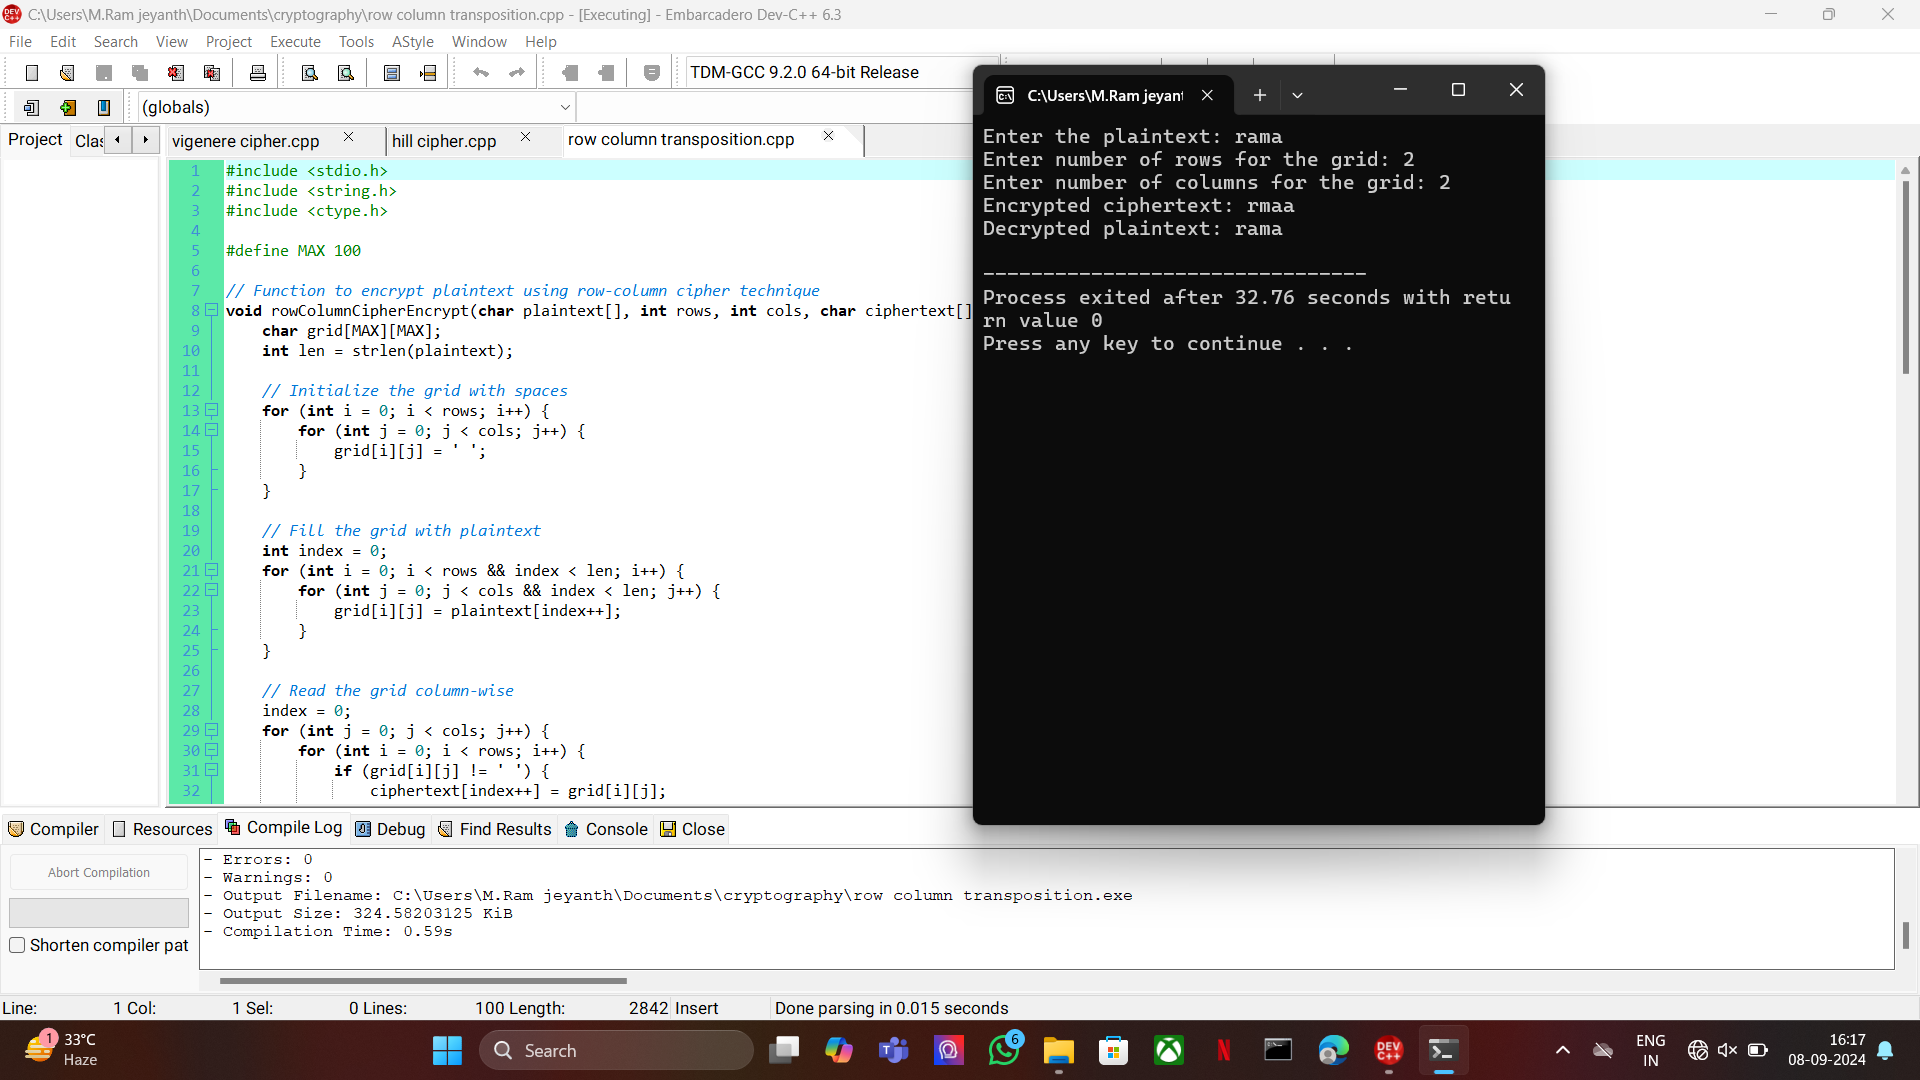 C:\Users\M.Ram jeyanth\Documents\cryptography\row column transposition.cpp - [Executing] - Embarcadero Dev-C++ 6.3
File Edit Search View Project Execute Tools AStyle Window Help
TDM-GCC 9.2.0 64-bit Release
(globals)
Project Clas vigenere cipher.cpp hill cipher.cpp row column transposition.cpp
1 #include <stdio.h>
2 #include <string.h>
3 #include <ctype.h>
4
5 #define MAX 100
6
7 // Function to encrypt plaintext using row-column cipher technique
8 void rowColumnCipherEncrypt(char plaintext[], int rows, int cols, char ciphertext[]
9 char grid[MAX][MAX];
10 int len = strlen(plaintext);
11
12 // Initialize the grid with spaces
13 for (int i = 0; i < rows; i++) {
14 for (int j = 0; j < cols; j++) {
15 grid[i][j] = ' ';
16 }
17 }
18
19 // Fill the grid with plaintext
20 int index = 0;
21 for (int i = 0; i < rows && index < len; i++) {
22 for (int j = 0; j < cols && index < len; j++) {
23 grid[i][j] = plaintext[index++];
24 }
25 }
26
27 // Read the grid column-wise
28 index = 0;
29 for (int j = 0; j < cols; j++) {
30 for (int i = 0; i < rows; i++) {
31 if (grid[i][j] != ' ') {
32 ciphertext[index++] = grid[i][j];
C:\Users\M.Ram jeyant
Enter the plaintext: rama
Enter number of rows for the grid: 2
Enter number of columns for the grid: 2
Encrypted ciphertext: rmaa
Decrypted plaintext: rama
--------------------------------
Process exited after 32.76 seconds with retu
rn value 0
Press any key to continue . . .
Compiler Resources Compile Log Debug Find Results Console Close
Abort Compilation
Shorten compiler pat
- Errors: 0
- Warnings: 0
- Output Filename: C:\Users\M.Ram jeyanth\Documents\cryptography\row column transposition.exe
- Output Size: 324.58203125 KiB
- Compilation Time: 0.59s
Line: 1 Col: 1 Sel: 0 Lines: 100 Length: 2842 Insert Done parsing in 0.015 seconds
1 33°C
Haze
Search
6
DEV C++
ENG
IN
16:17
08-09-2024